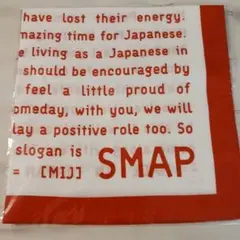 have lost their energy.
mazing time for Japanese.
e living as a Japanese in
should be encouraged by
feel a little proud of
omeday, with you, we will
lay a positive role too. So
slogan is SMAP
= [MIJ]